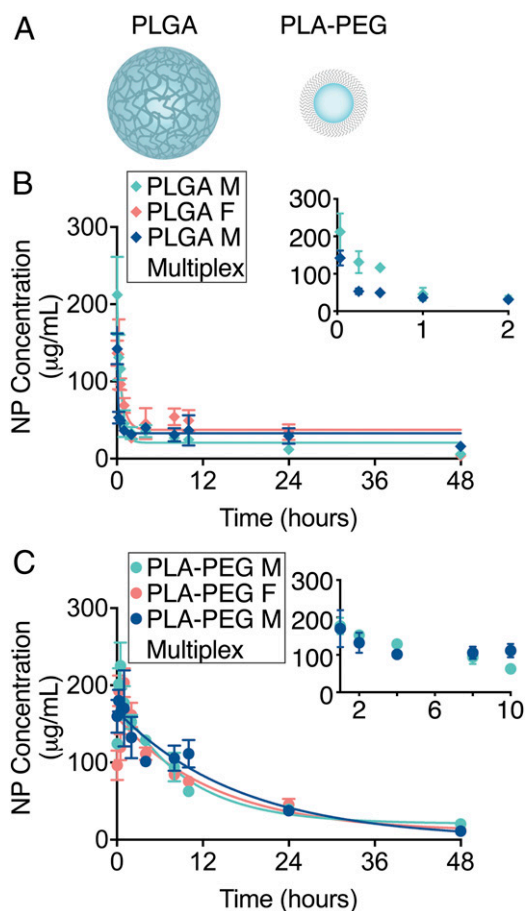 A
PLGA
PLA-PEG
B
PLGA M
PLGA F
PLGA M
Multiplex
300
200
100
0
NP Concentration
(μg/mL)
0
12
24
36
48
Time (hours)
300
200
100
0
0
1
2
C
PLA-PEG M
PLA-PEG F
PLA-PEG M
Multiplex
300
200
100
0
NP Concentration
(μg/mL)
0
12
24
36
48
Time (hours)
300
200
100
0
2
6
10